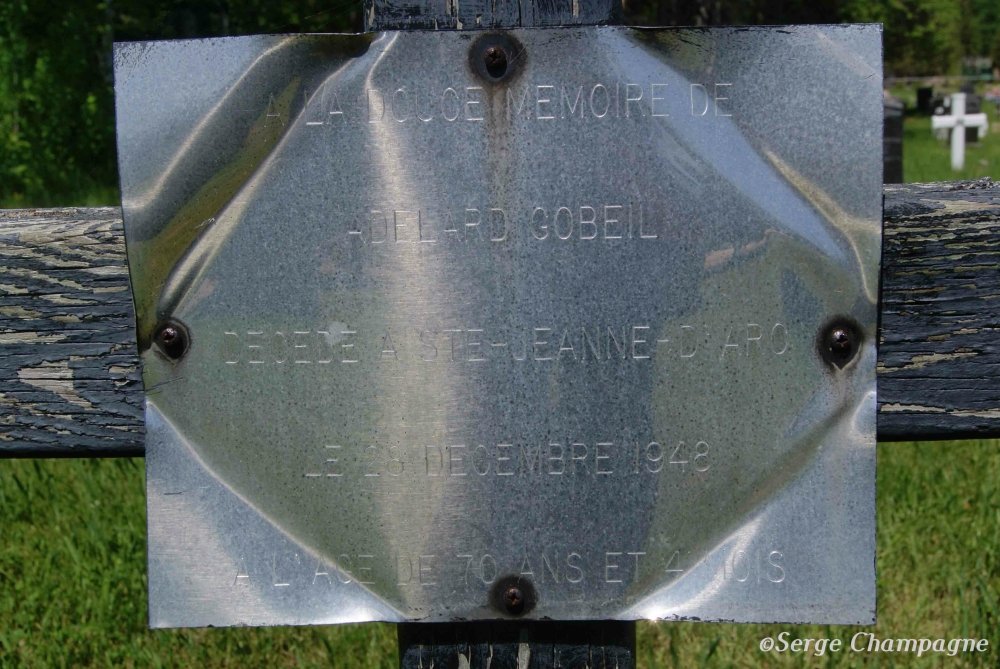 A LA DOUCE MEMOIRE DE
ADELARD GOBEIL
DECEDE A STE-JEANNE-D'ARC
LE 28 DECEMBRE 1948
A L'AGE DE 70 ANS ET 4 MOIS
©Serge Champagne